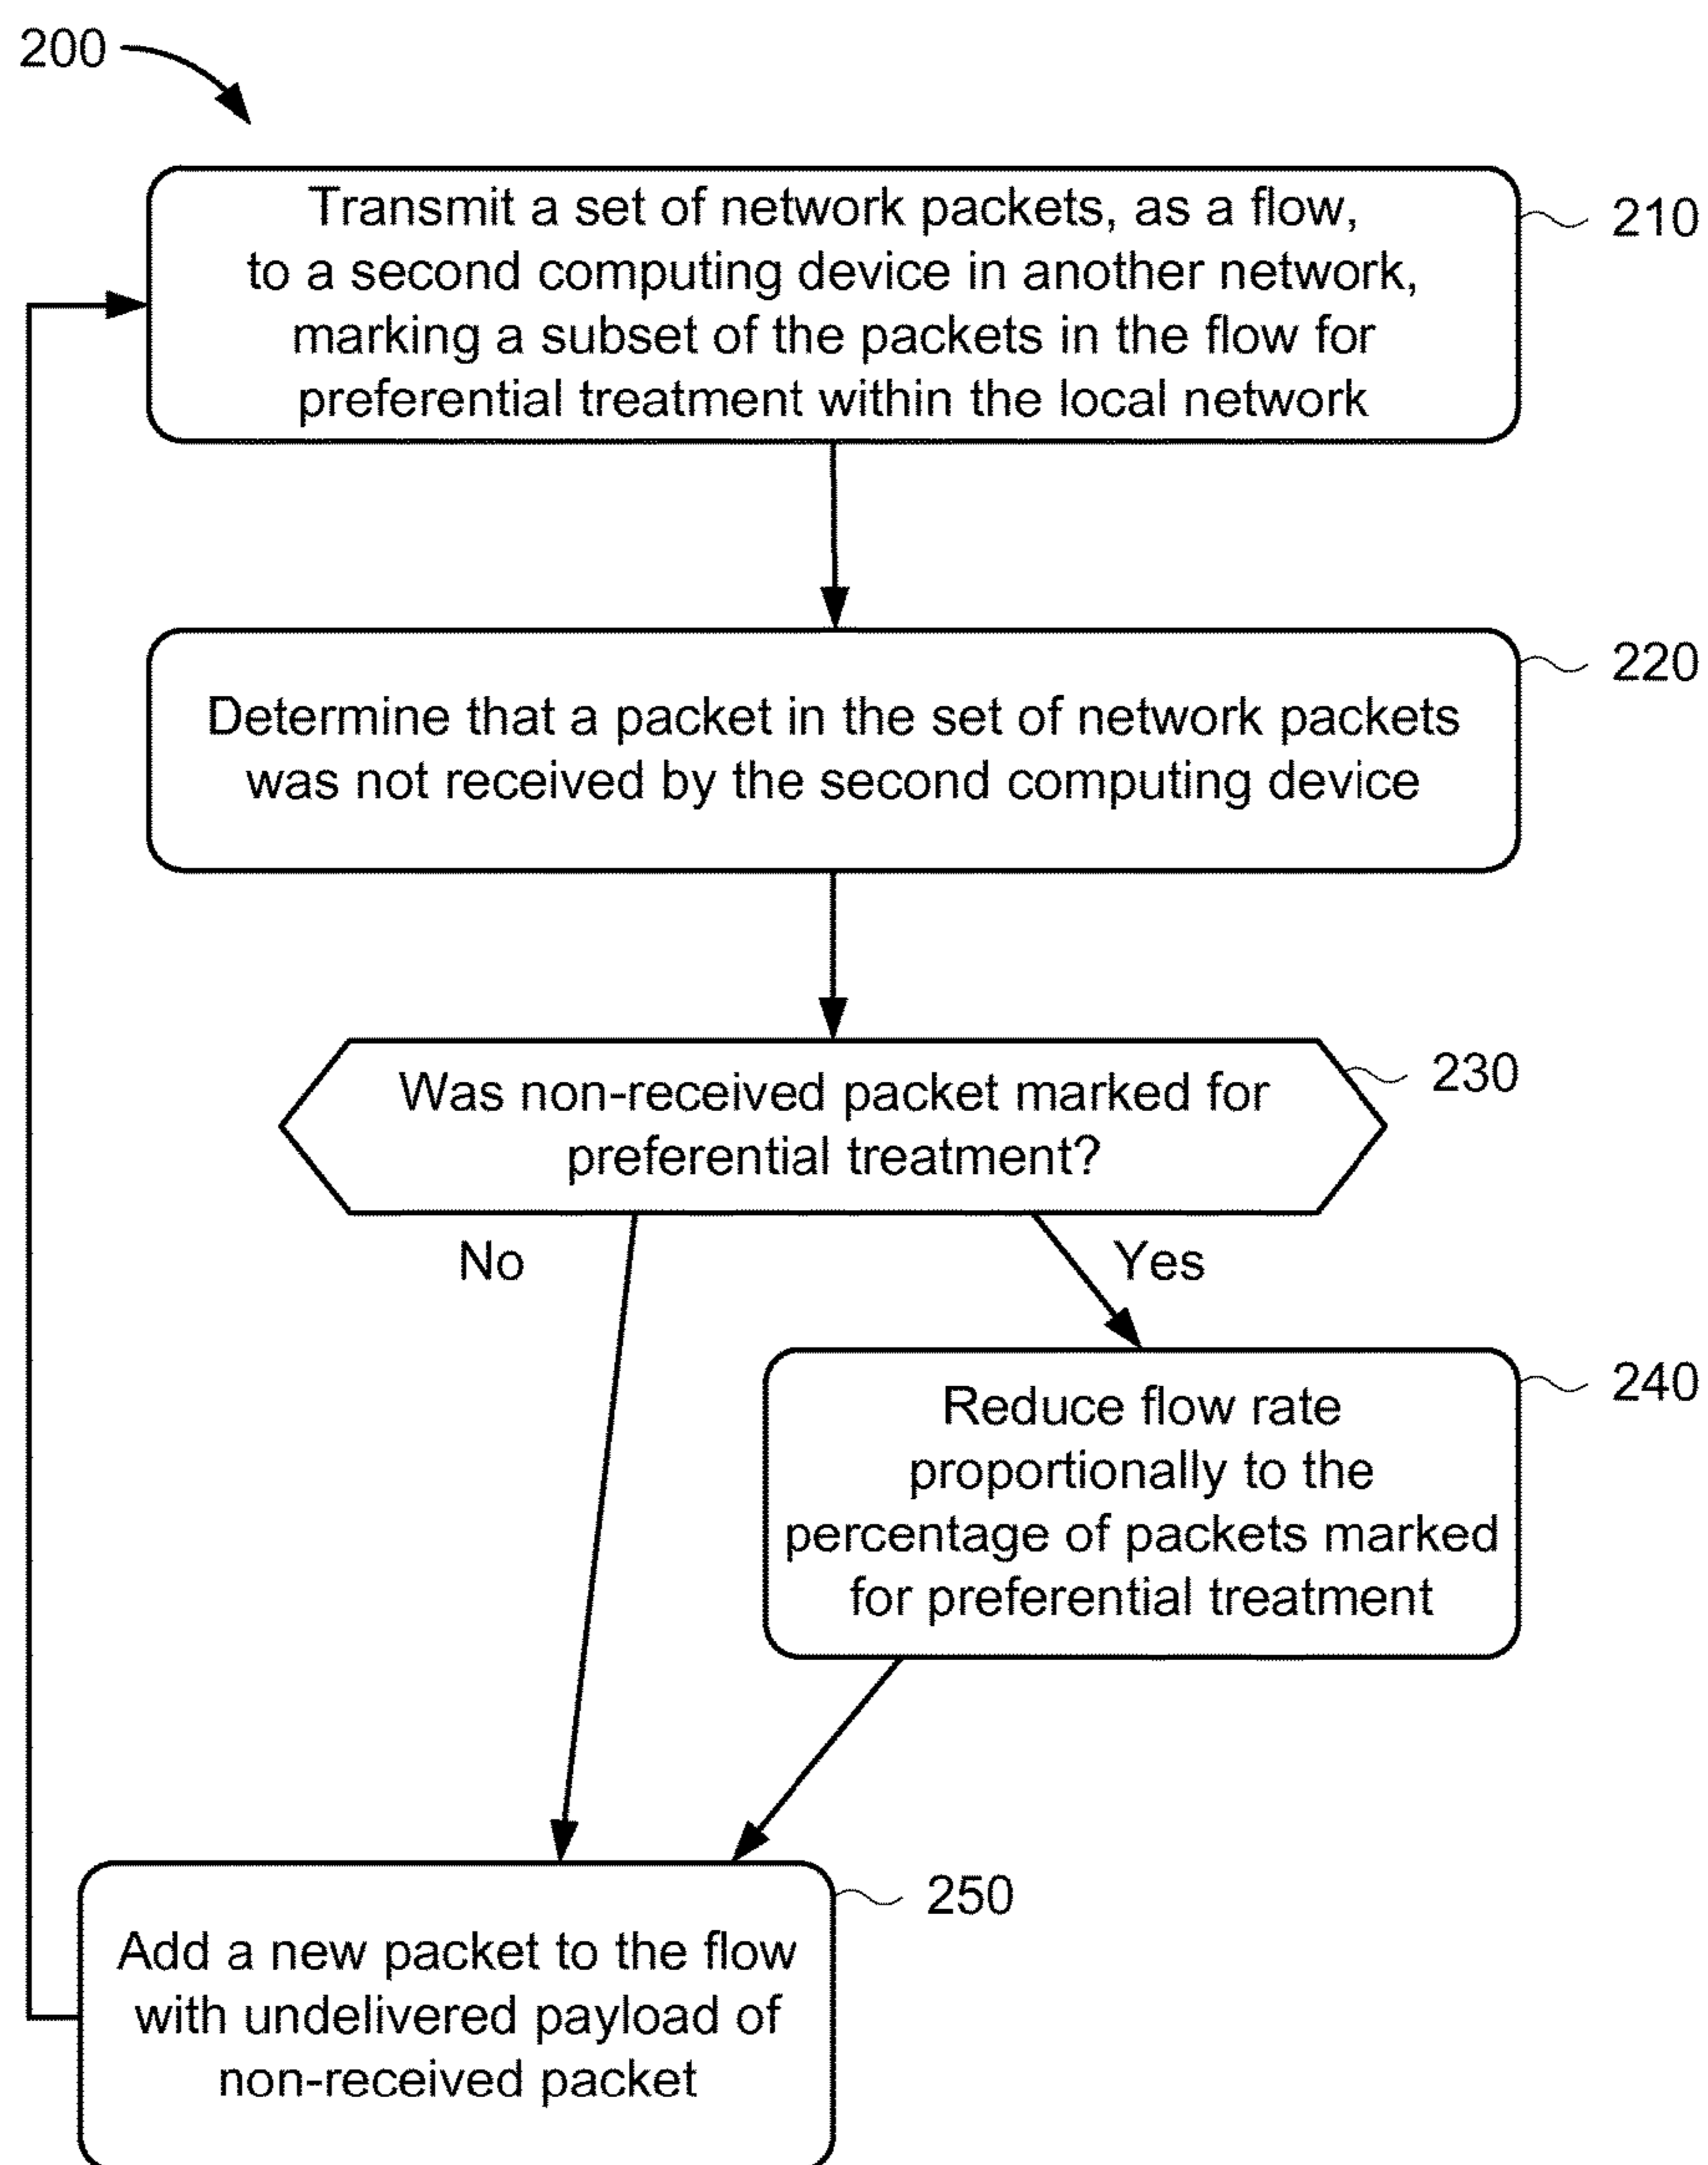 200
Transmit a set of network packets, as a flow,
to a second computing device in another network,
marking a subset of the packets in the flow for
preferential treatment within the local network
210
Determine that a packet in the set of network packets
was not received by the second computing device
220
Was non-received packet marked for
preferential treatment?
230
No
Yes
Reduce flow rate
proportionally to the
percentage of packets marked
for preferential treatment
240
Add a new packet to the flow
with undelivered payload of
non-received packet
250